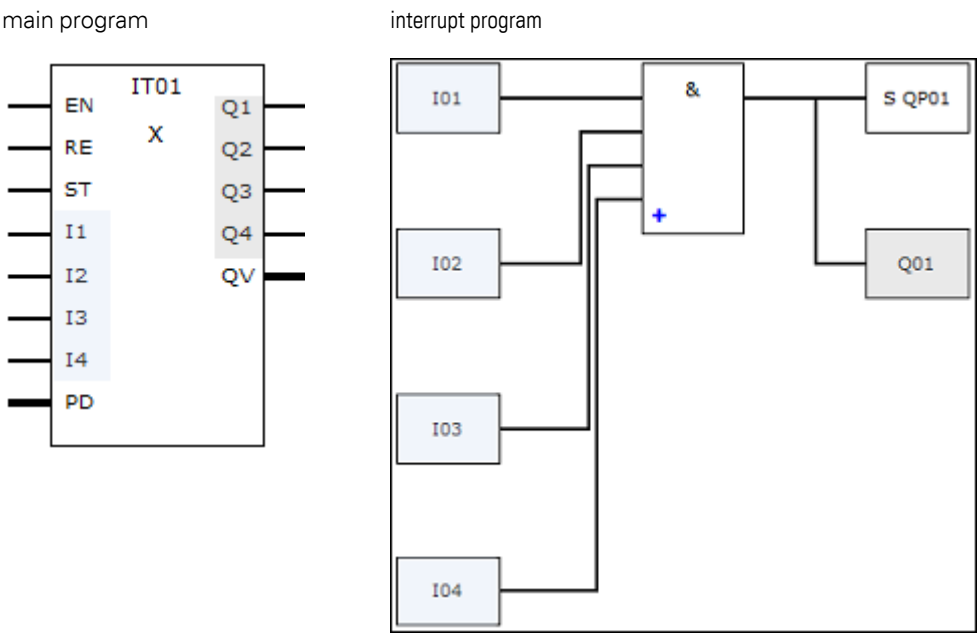 main program
IT01
X
EN
RE
ST
I1
I2
I3
I4
PD
Q1
Q2
Q3
Q4
QV
interrupt program
I01
I02
I03
I04
&
+
S QP01
Q01